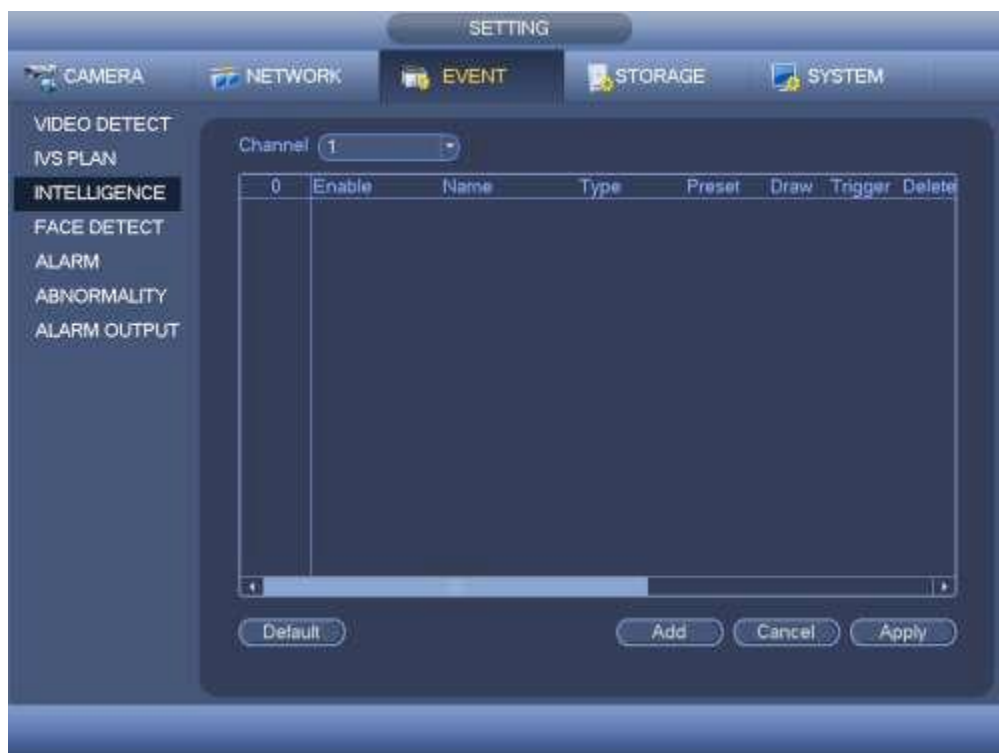 SETTING
CAMERA NETWORK EVENT STORAGE SYSTEM
VIDEO DETECT
IVS PLAN
INTELLIGENCE
FACE DETECT
ALARM
ABNORMALITY
ALARM OUTPUT
Channel 1
0 Enable Name Type Preset Draw Trigger Delete
Default Add Cancel Apply